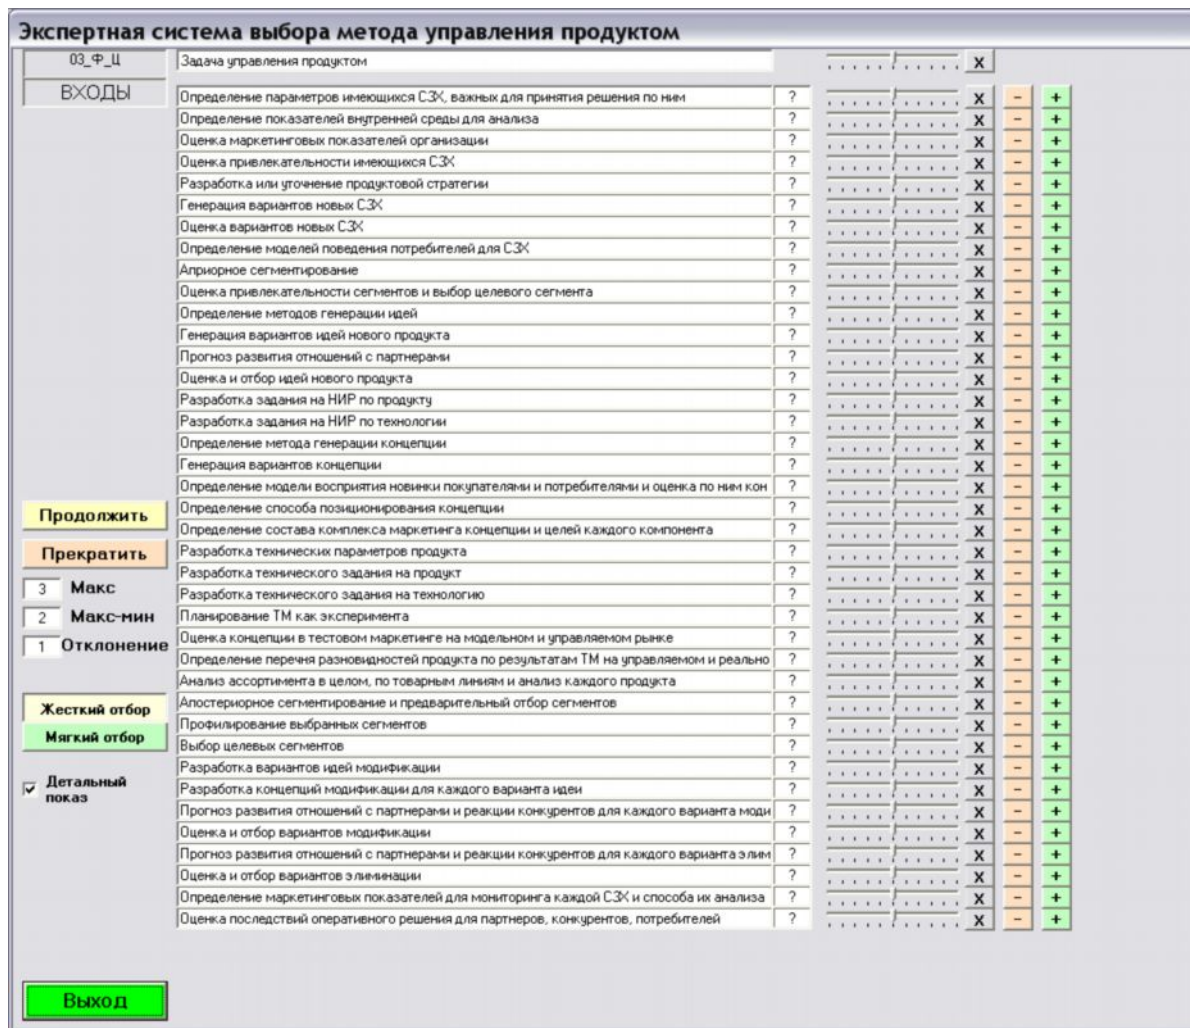 Экспертная система выбора метода управления продуктом
03_Ф_Ц Задача управления продуктом X
ВХОДЫ
Определение параметров имеющихся СЗХ, важных для принятия решения по ним ? X - +
Определение показателей внутренней среды для анализа ? X - +
Оценка маркетинговых показателей организации ? X - +
Оценка привлекательности имеющихся СЗХ ? X - +
Разработка или уточнение продуктовой стратегии ? X - +
Генерация вариантов новых СЗХ ? X - +
Оценка вариантов новых СЗХ ? X - +
Определение моделей поведения потребителей для СЗХ ? X - +
Априорное сегментирование ? X - +
Оценка привлекательности сегментов и выбор целевого сегмента ? X - +
Определение методов генерации идей ? X - +
Генерация вариантов идей нового продукта ? X - +
Прогноз развития отношений с партнерами ? X - +
Оценка и отбор идей нового продукта ? X - +
Разработка задания на НИР по продукту ? X - +
Разработка задания на НИР по технологии ? X - +
Определение метода генерации концепции ? X - +
Генерация вариантов концепции ? X - +
Определение модели восприятия новинки покупателями и потребителями и оценка по ним кон ? X - +
Определение способа позиционирования концепции ? X - +
Определение состава комплекса маркетинга концепции и целей каждого компонента ? X - +
Разработка технических параметров продукта ? X - +
Разработка технического задания на продукт ? X - +
Разработка технического задания на технологию ? X - +
Планирование ТМ как эксперимента ? X - +
Оценка концепции в тестовом маркетинге на модельном и управляемом рынке ? X - +
Определение перечня разновидностей продукта по результатам ТМ на управляемом и реально ? X - +
Анализ ассортимента в целом, по товарным линиям и анализ каждого продукта ? X - +
Апостериорное сегментирование и предварительный отбор сегментов ? X - +
Профилирование выбранных сегментов ? X - +
Выбор целевых сегментов ? X - +
Разработка вариантов идей модификации ? X - +
Разработка концепций модификации для каждого варианта идеи ? X - +
Прогноз развития отношений с партнерами и реакции конкурентов для каждого варианта моди ? X - +
Оценка и отбор вариантов модификации ? X - +
Прогноз развития отношений с партнерами и реакции конкурентов для каждого варианта элим ? X - +
Оценка и отбор вариантов элиминации ? X - +
Определение маркетинговых показателей для мониторинга каждой СЗХ и способа их анализа ? X - +
Оценка последствий оперативного решения для партнеров, конкурентов, потребителей ? X - +
Продолжить
Прекратить
3 Макс
2 Макс-мин
1 Отклонение
Жесткий отбор
Мягкий отбор
Детальный
показ
Выход